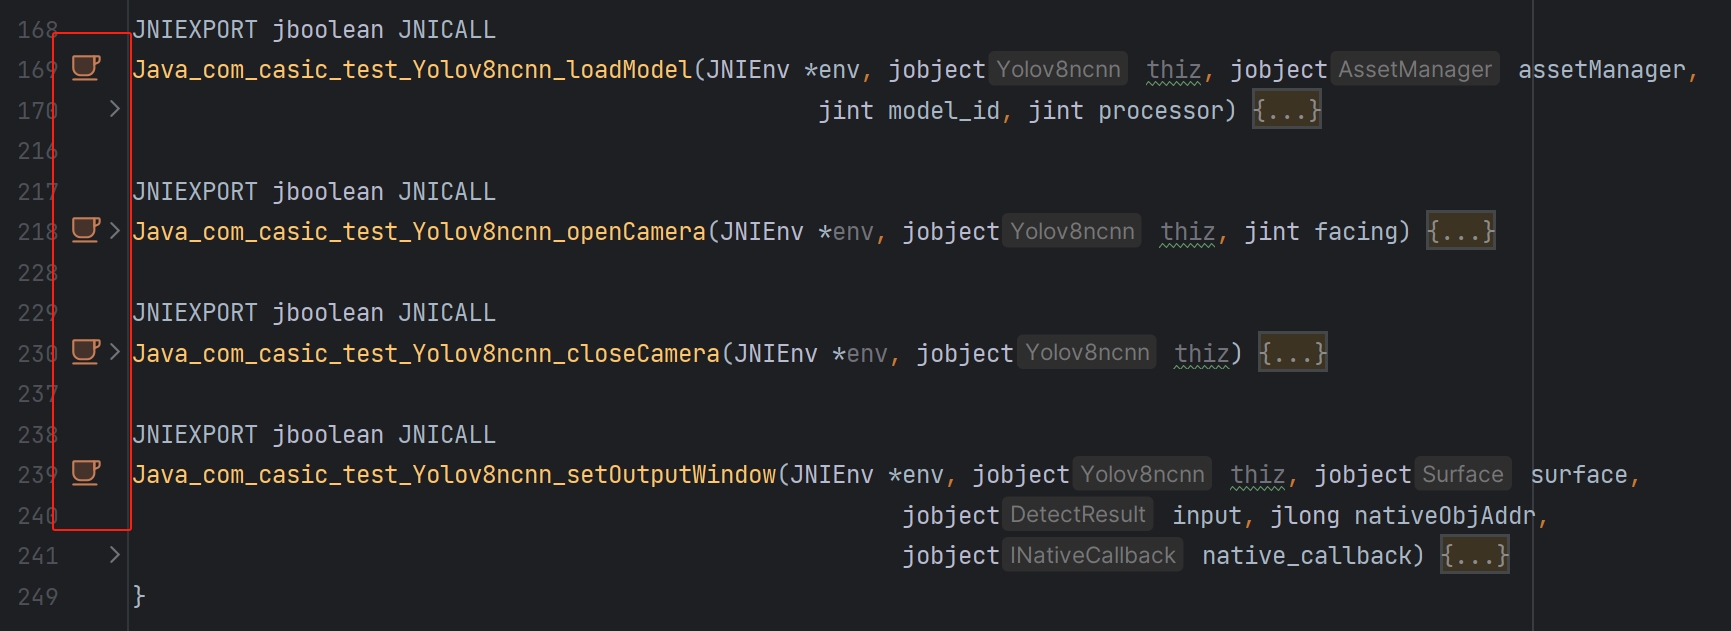 168 JNIEXPORT jboolean JNICALL
169 Java_com_casic_test_Yolov8ncnn_loadModel(JNIEnv *env, jobject Yolov8ncnn thiz, jobject AssetManager assetManager,
170 jint model_id, jint processor) {...}
216
217 JNIEXPORT jboolean JNICALL
218 Java_com_casic_test_Yolov8ncnn_openCamera(JNIEnv *env, jobject Yolov8ncnn thiz, jint facing) {...}
228
229 JNIEXPORT jboolean JNICALL
230 Java_com_casic_test_Yolov8ncnn_closeCamera(JNIEnv *env, jobject Yolov8ncnn thiz) {...}
237
238 JNIEXPORT jboolean JNICALL
239 Java_com_casic_test_Yolov8ncnn_setOutputWindow(JNIEnv *env, jobject Yolov8ncnn thiz, jobject Surface surface,
240 jobject DetectResult input, jlong nativeObjAddr,
241 jobject INativeCallback native_callback) {...}
249 }